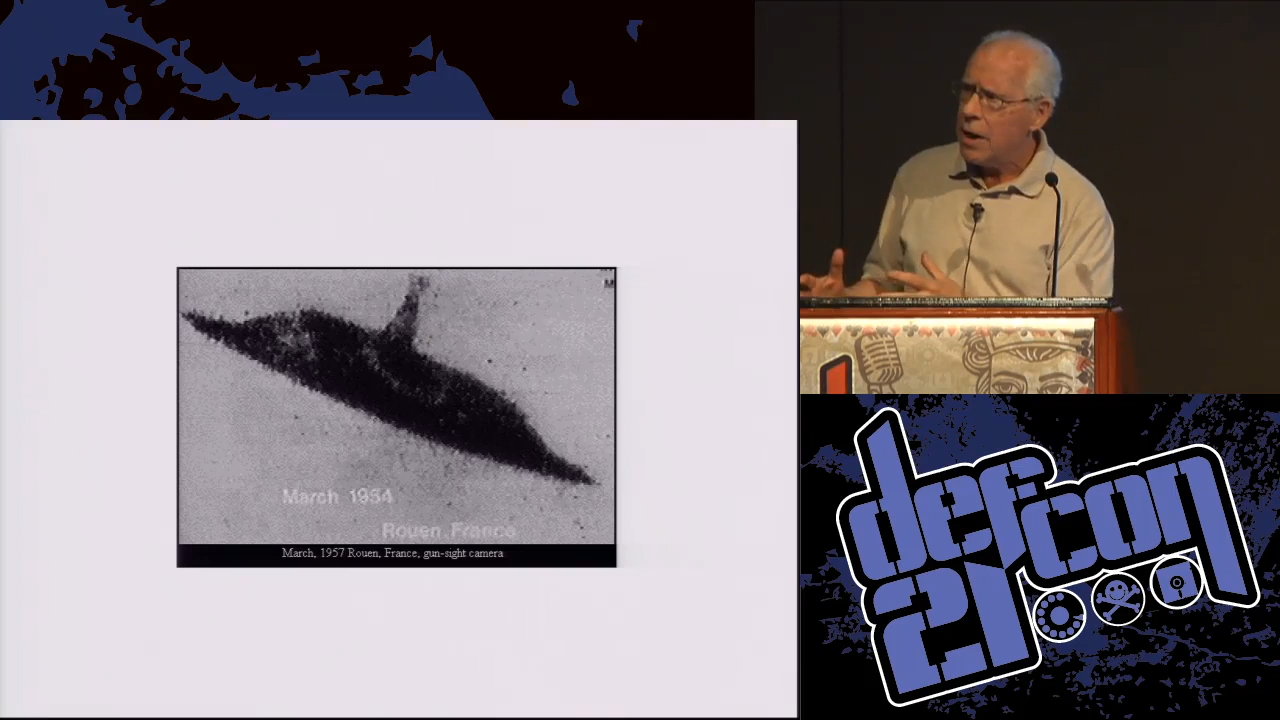 March 1954
Rouen, France
March, 1957 Rouen, France, gun-sight camera
defcon
21